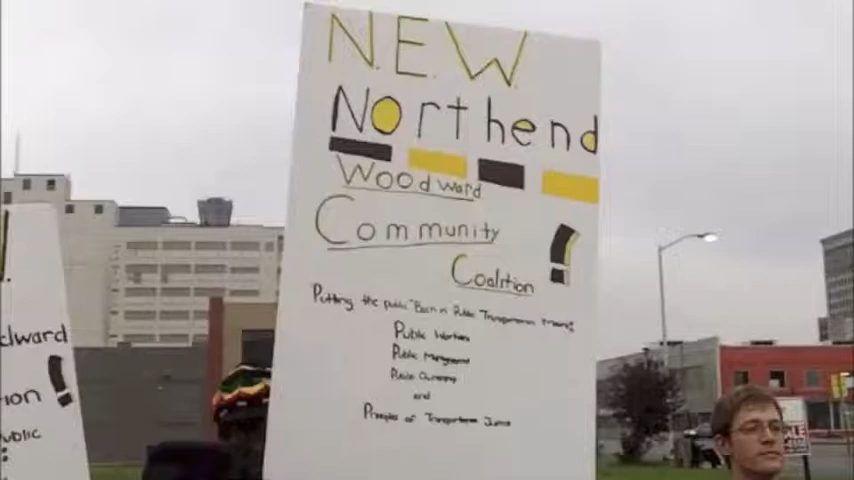 N.E.W.
Northend
Woodward
Community
Coalition !
Putting the public "Back in Public Transportation means:
Public Workers
Public Management
Public Ownership
and
Principles of Transportation Justice
dward
ion !
ublic